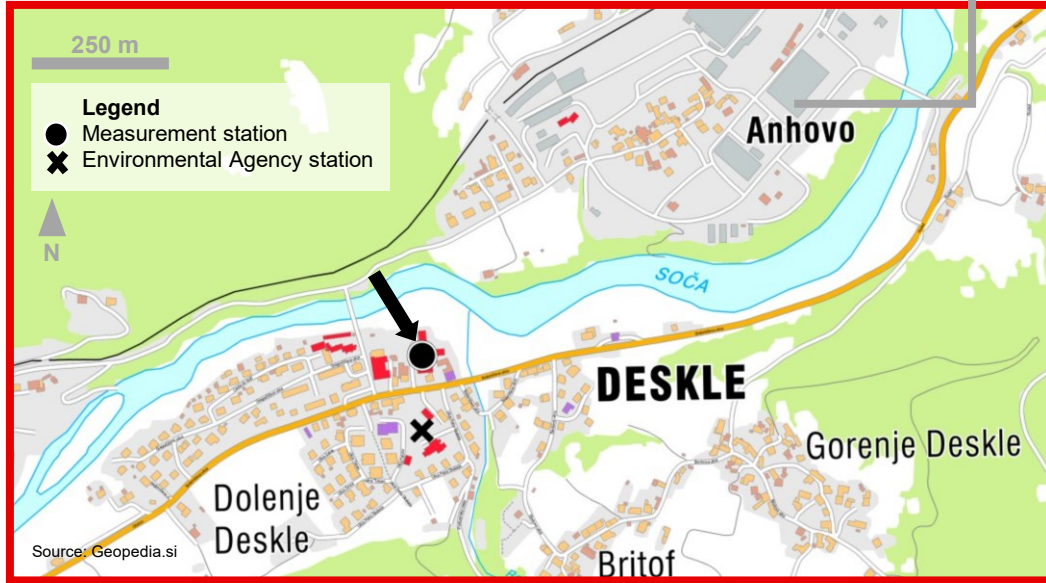 250 m
Legend
Measurement station
Environmental Agency station
N
Anhovo
SOČA
DESKLE
Gorenje Deskle
Dolenje
Deskle
Britof
Source: Geopedia.si